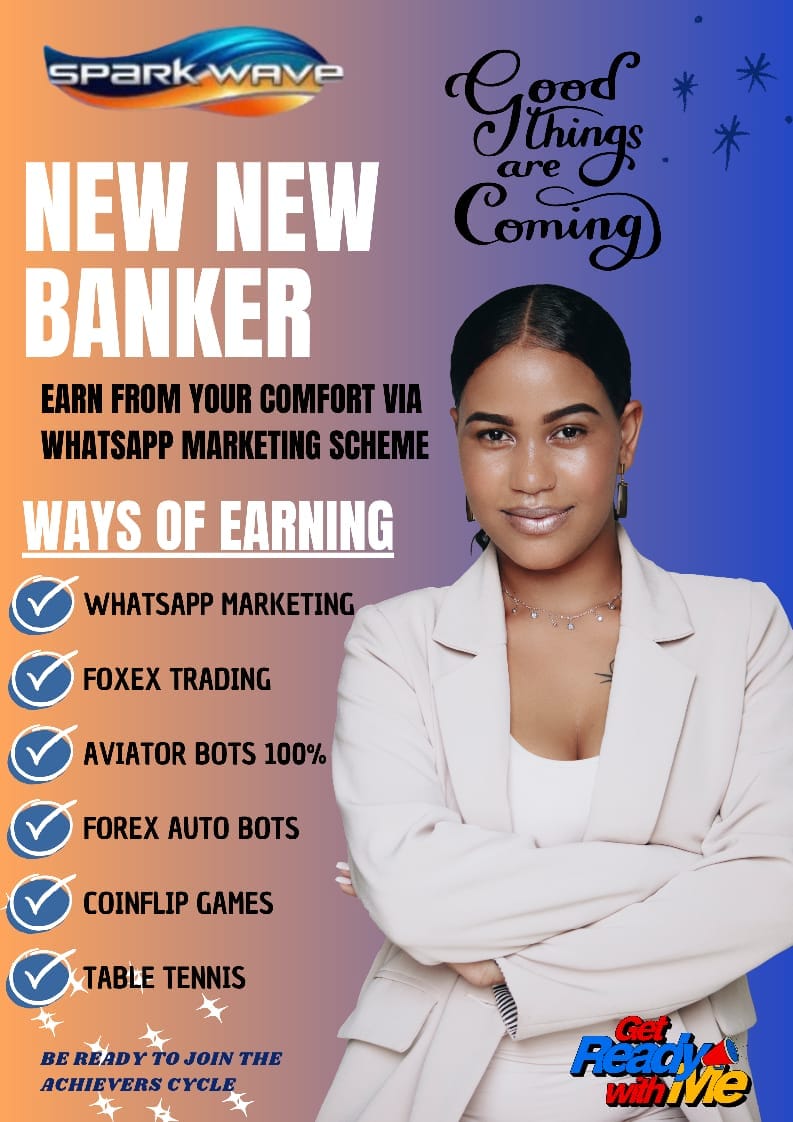 SPARK WAVE
Good
things
are
Coming
NEW NEW
BANKER
EARN FROM YOUR COMFORT VIA
WHATSAPP MARKETING SCHEME
WAYS OF EARNING
WHATSAPP MARKETING
FOXEX TRADING
AVIATOR BOTS 100%
FOREX AUTO BOTS
COINFLIP GAMES
TABLE TENNIS
BE READY TO JOIN THE
ACHIEVERS CYCLE
Get
Ready
with Me